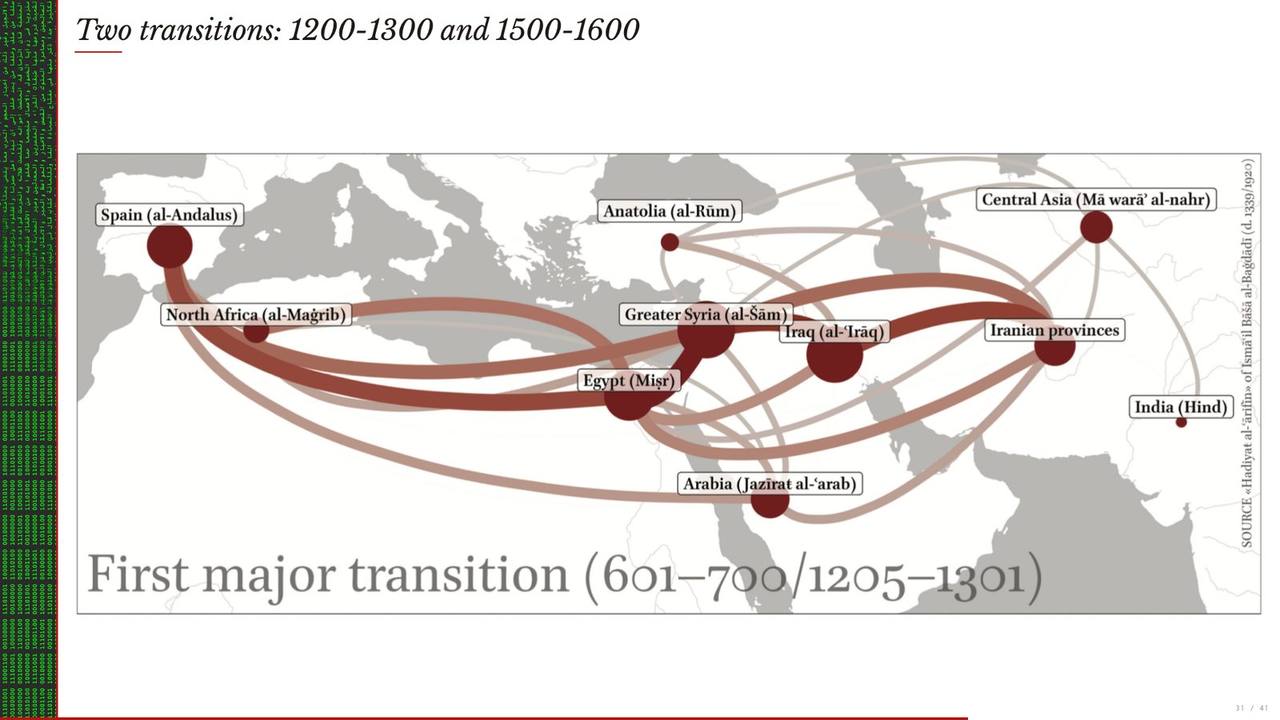 Two transitions: 1200-1300 and 1500-1600
Spain (al-Andalus)
Anatolia (al-Rūm)
Central Asia (Mā warāʾ al-nahr)
North Africa (al-Maġrib)
Greater Syria (al-Šām)
Iraq (al-ʿIrāq)
Iranian provinces
Egypt (Miṣr)
India (Hind)
Arabia (Jazīraŧ al-ʿarab)
First major transition (601–700/1205–1301)
SOURCE «Hadiyaŧ al-ʿārifīn» of Ismāʿīl Bāšā al-Baġdādī (d. 1339/1920)
31 / 41